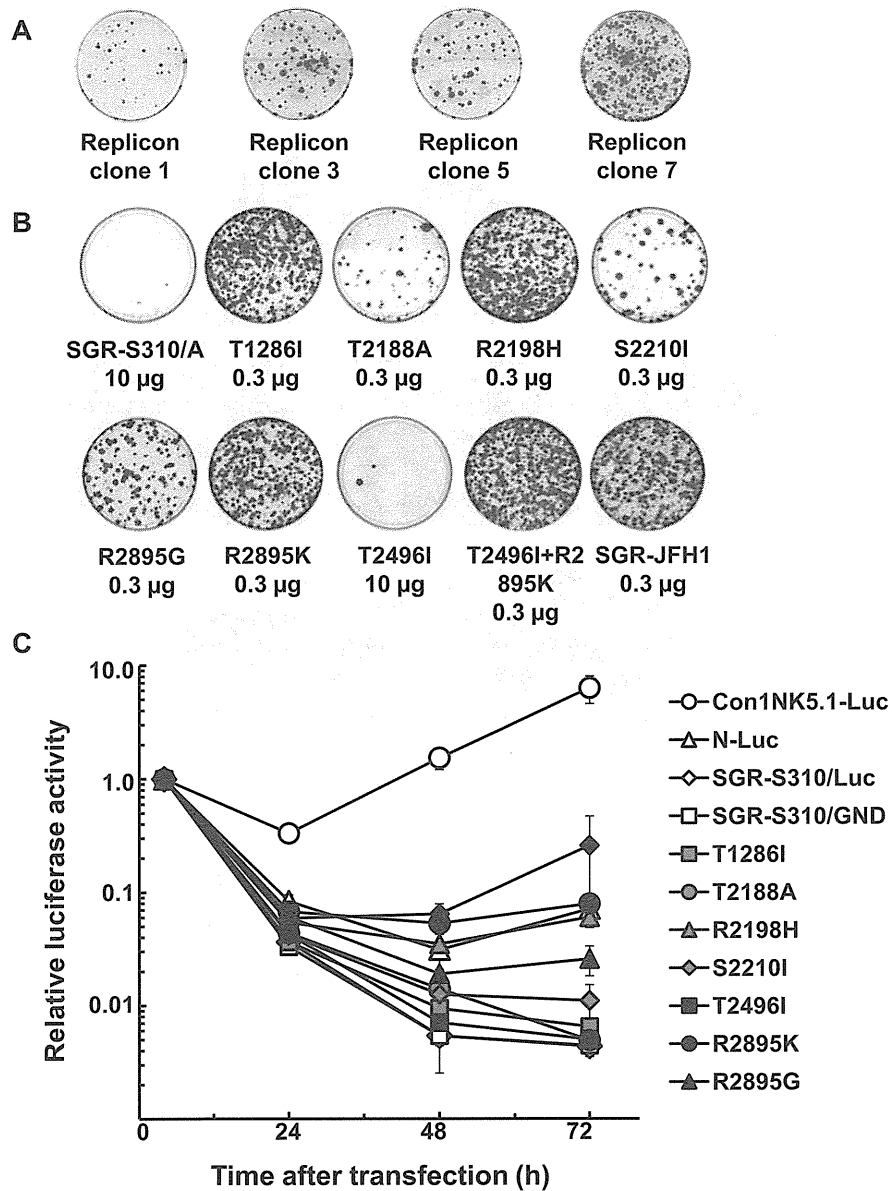 A
Replicon Replicon Replicon Replicon
clone 1 clone 3 clone 5 clone 7
B
SGR-S310/A T1286I T2188A R2198H S2210I
10 µg 0.3 µg 0.3 µg 0.3 µg 0.3 µg
R2895G R2895K T2496I T2496I+R2 SGR-JFH1
0.3 µg 0.3 µg 10 µg 895K 0.3 µg
0.3 µg
C
Relative luciferase activity
10.0
1.0
0.1
0.01
0 24 48 72
Time after transfection (h)
Con1NK5.1-Luc
N-Luc
SGR-S310/Luc
SGR-S310/GND
T1286I
T2188A
R2198H
S2210I
T2496I
R2895K
R2895G